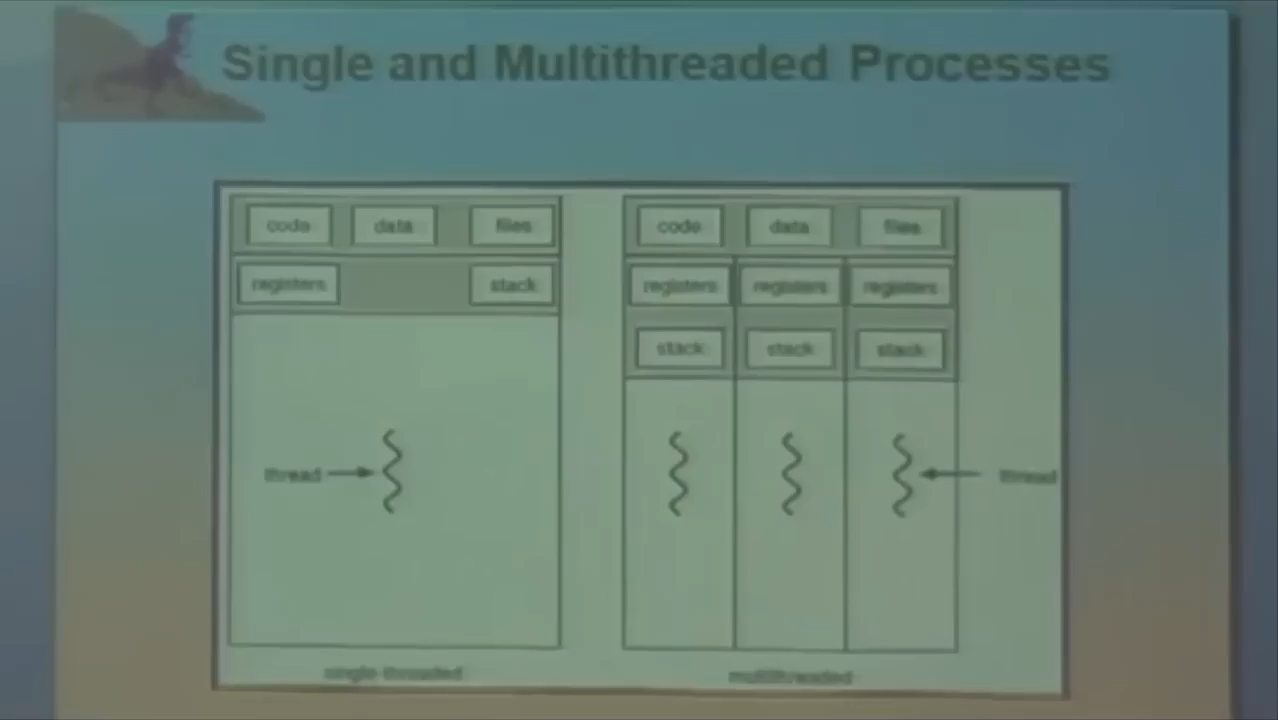 Single and Multithreaded Processes
code data files
registers stack
thread
single-threaded
code data files
registers registers registers
stack stack stack
thread
multithreaded